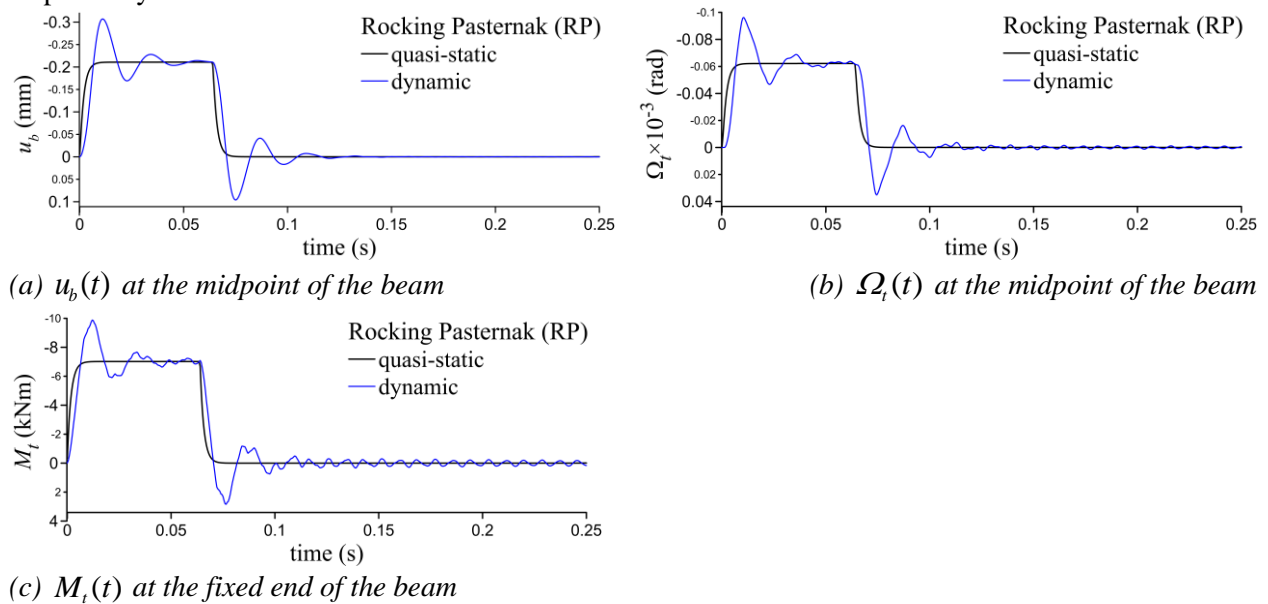 Rocking Pasternak (RP)
quasi-static
dynamic
-0.3
-0.25
-0.2
-0.15
-0.1
-0.05
0
0.05
0.1
u_b (mm)
0 0.05 0.1 0.15 0.2 0.25
time (s)
(a) u_b(t) at the midpoint of the beam
Rocking Pasternak (RP)
quasi-static
dynamic
-0.1
-0.08
-0.06
-0.04
-0.02
0
0.02
0.04
Ω_t×10⁻³ (rad)
0 0.05 0.1 0.15 0.2 0.25
time (s)
(b) Ω_t(t) at the midpoint of the beam
Rocking Pasternak (RP)
quasi-static
dynamic
-10
-8
-6
-4
-2
0
2
4
M_t (kNm)
0 0.05 0.1 0.15 0.2 0.25
time (s)
(c) M_t(t) at the fixed end of the beam